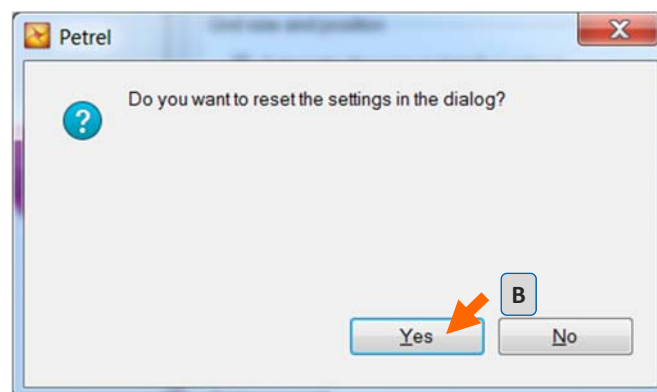 Petrel
Do you want to reset the settings in the dialog?
B
Yes
No